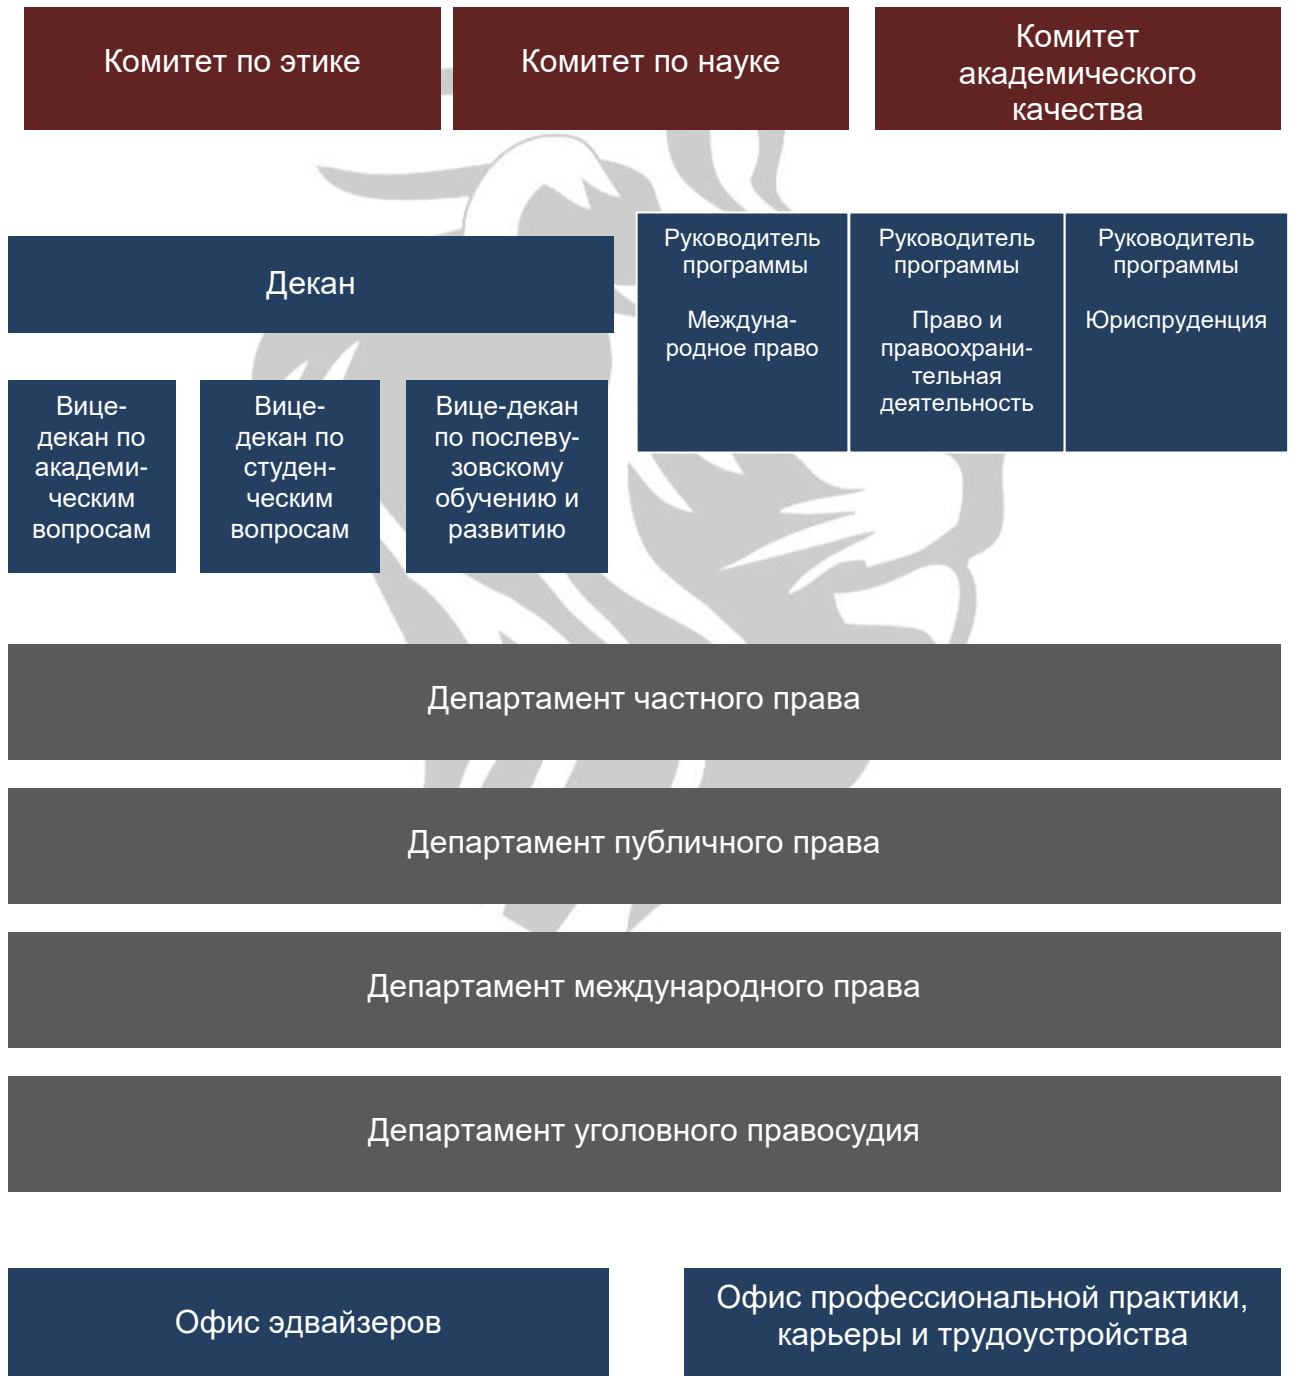 Комитет по этике
Комитет по науке
Комитет
академического
качества
Декан
Руководитель
программы
Междуна-
родное право
Руководитель
программы
Право и
правоохрани-
тельная
деятельность
Руководитель
программы
Юриспруденция
Вице-
декан по
академи-
ческим
вопросам
Вице-
декан по
студен-
ческим
вопросам
Вице-декан
по послеву-
зовскому
обучению и
развитию
Департамент частного права
Департамент публичного права
Департамент международного права
Департамент уголовного правосудия
Офис эдвайзеров
Офис профессиональной практики,
карьеры и трудоустройства